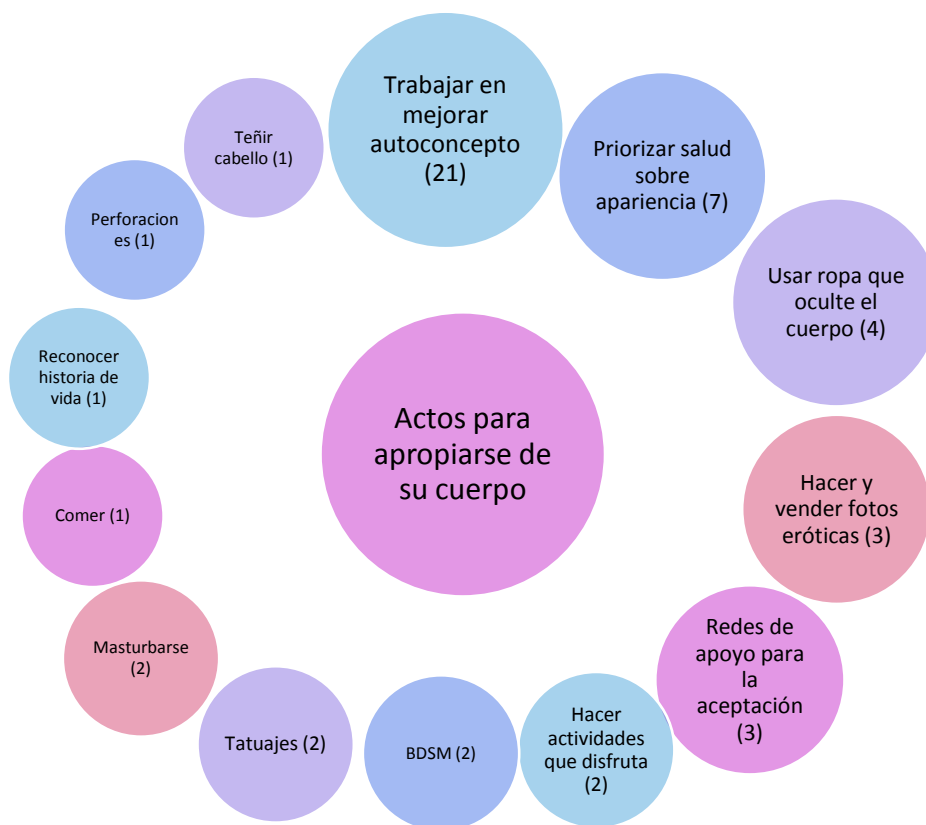 Trabajar en
mejorar
autoconcepto
(21)
Priorizar salud
sobre
apariencia (7)
Usar ropa que
oculte el
cuerpo (4)
Hacer y
vender fotos
eróticas (3)
Redes de
apoyo para
la
aceptación
(3)
Hacer
actividades
que disfruta
(2)
BDSM (2)
Tatuajes (2)
Masturbarse
(2)
Comer (1)
Reconocer
historia de
vida (1)
Perforacion
es (1)
Teñir
cabello (1)
Actos para
apropiarse de
su cuerpo